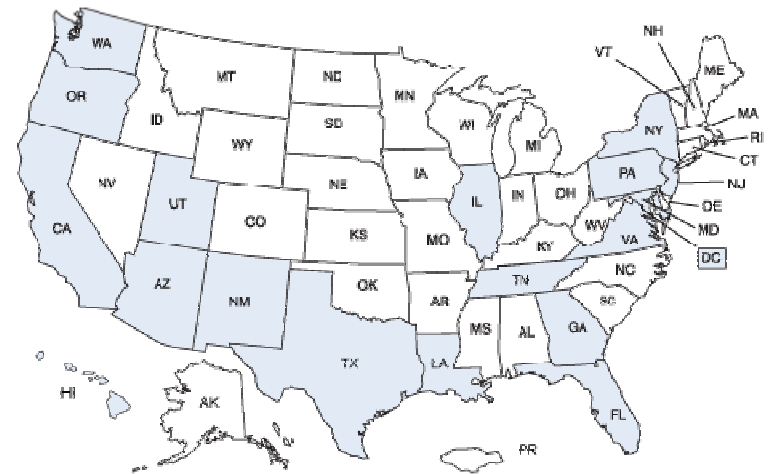 NH
WA
VT
ME
MT
ND
MN
OR
ID
SD
WI
MI
NY
MA
RI
WY
CT
IA
PA
NE
NV
NJ
UT
IL
IN
OH
DE
CO
WV
MD
CA
KS
MO
KY
VA
DC
AZ
NM
OK
TN
NC
AR
SC
MS
AL
GA
TX
LA
HI
AK
FL
PR